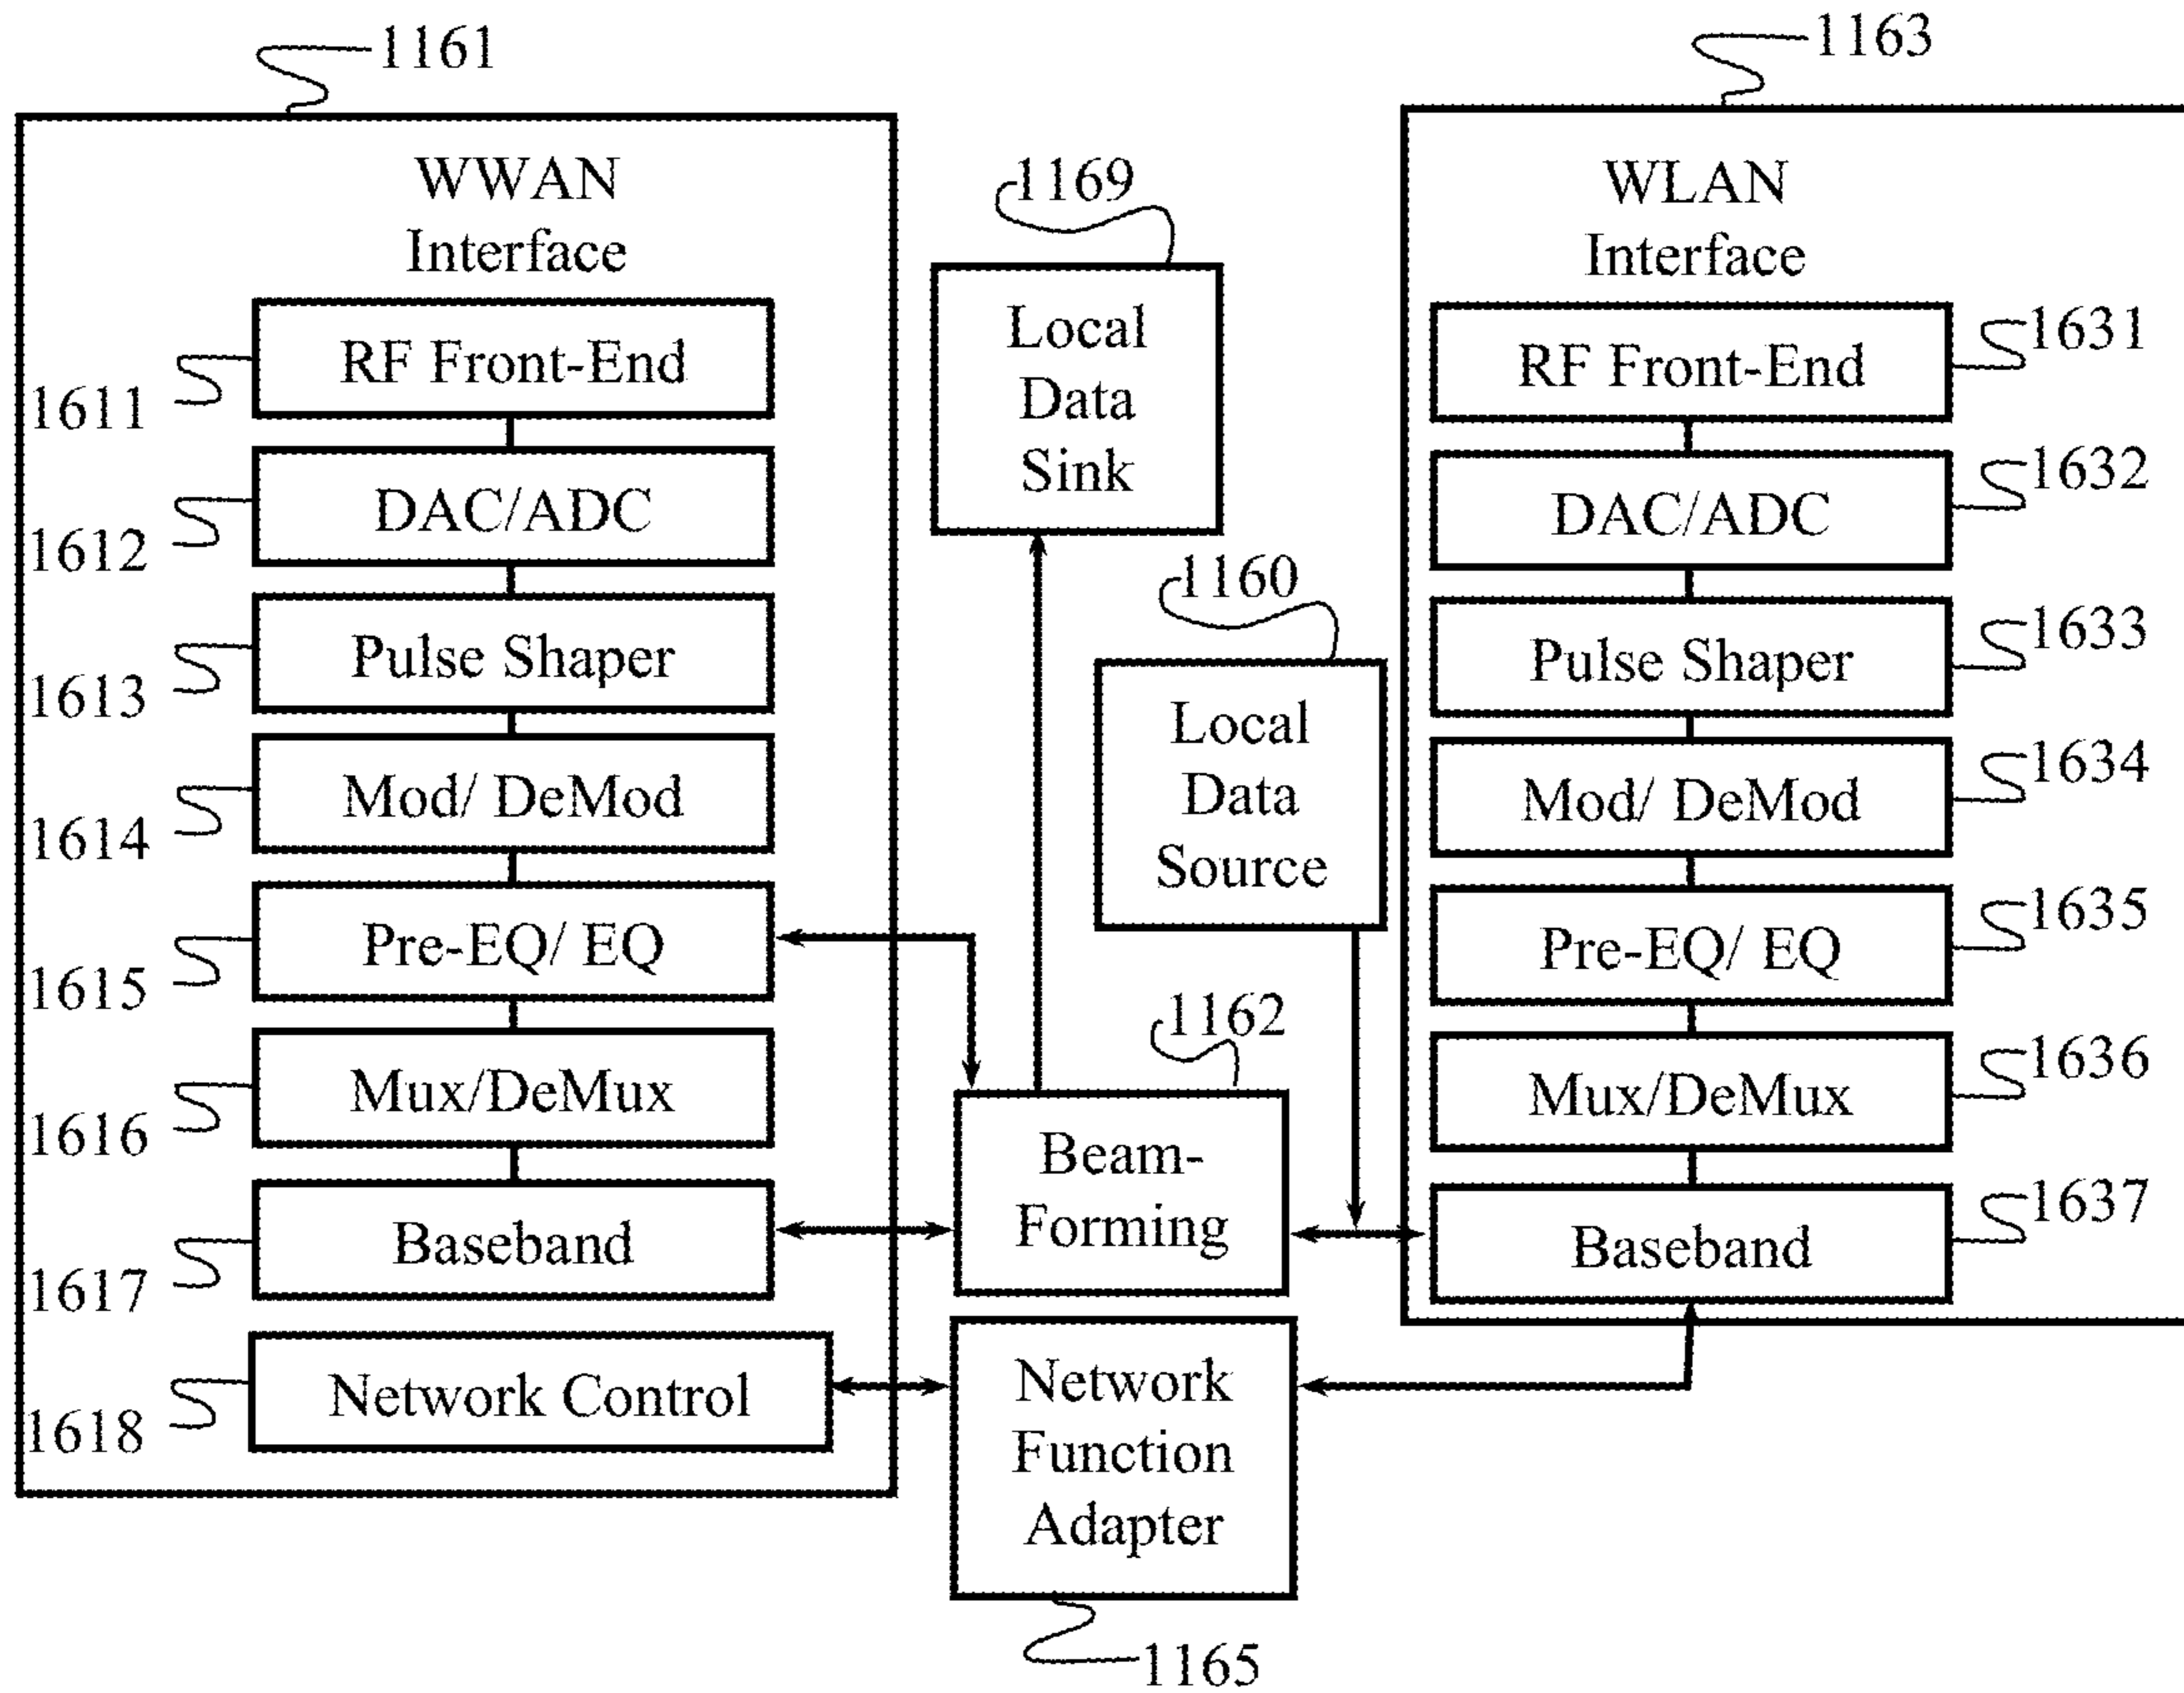 1161
WWAN
Interface
RF Front-End
1611
DAC/ADC
1612
Pulse Shaper
1613
Mod/ DeMod
1614
Pre-EQ/ EQ
1615
Mux/DeMux
1616
Baseband
1617
Network Control
1618
1169
Local
Data
Sink
1160
Local
Data
Source
1162
Beam-
Forming
Network
Function
Adapter
1165
1163
WLAN
Interface
RF Front-End
1631
DAC/ADC
1632
Pulse Shaper
1633
Mod/ DeMod
1634
Pre-EQ/ EQ
1635
Mux/DeMux
1636
Baseband
1637